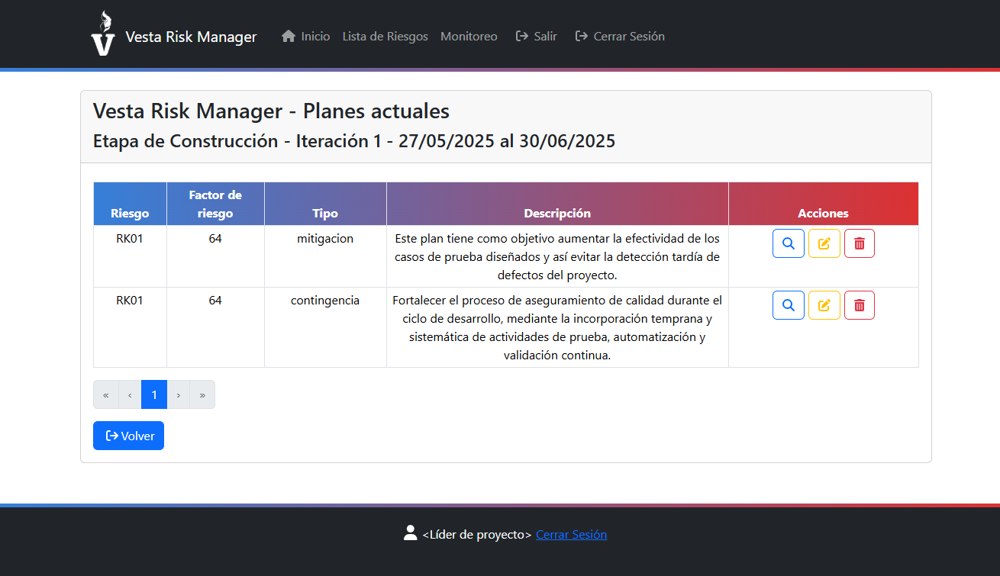 V Vesta Risk Manager Inicio Lista de Riesgos Monitoreo Salir Cerrar Sesión
Vesta Risk Manager - Planes actuales
Etapa de Construcción - Iteración 1 - 27/05/2025 al 30/06/2025
Riesgo Factor de riesgo Tipo Descripción Acciones
RK01 64 mitigacion Este plan tiene como objetivo aumentar la efectividad de los
casos de prueba diseñados y así evitar la detección tardía de
defectos del proyecto.
RK01 64 contingencia Fortalecer el proceso de aseguramiento de calidad durante el
ciclo de desarrollo, mediante la incorporación temprana y
sistemática de actividades de prueba, automatización y
validación continua.
« ‹ 1 › »
Volver
<Líder de proyecto> Cerrar Sesión